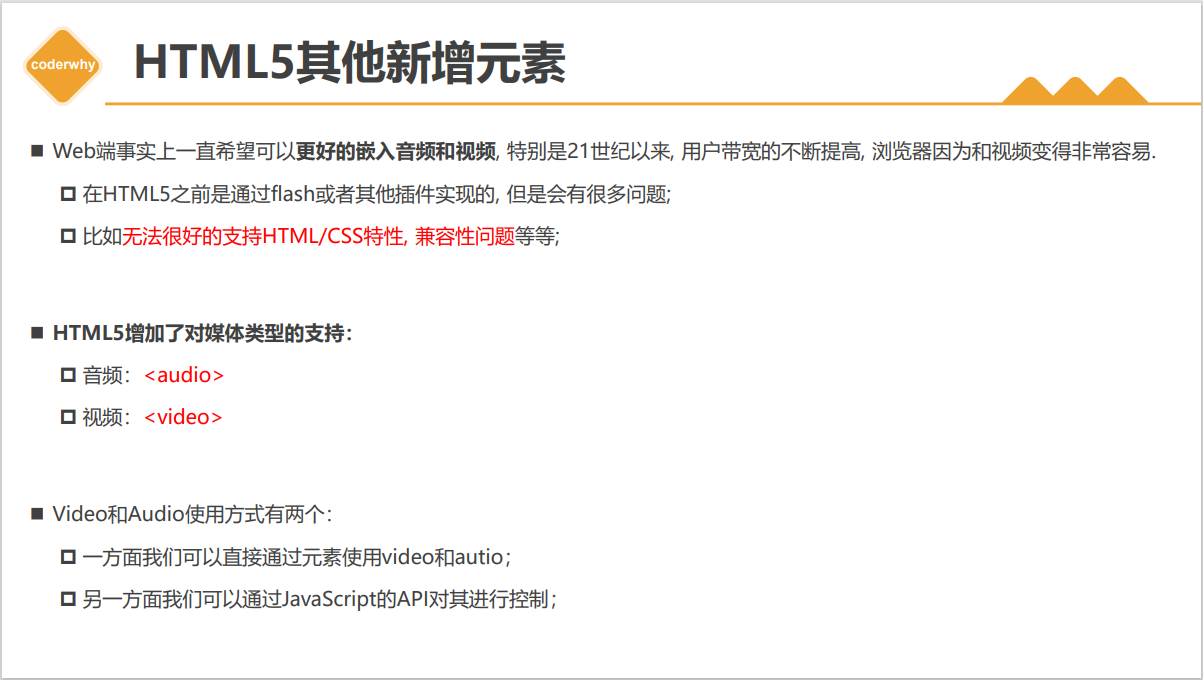 coderwhy
HTML5其他新增元素
Web端事实上一直希望可以更好的嵌入音频和视频, 特别是21世纪以来, 用户带宽的不断提高, 浏览器因为和视频变得非常容易.
在HTML5之前是通过flash或者其他插件实现的, 但是会有很多问题;
比如无法很好的支持HTML/CSS特性, 兼容性问题等等;
HTML5增加了对媒体类型的支持：
音频：<audio>
视频：<video>
Video和Audio使用方式有两个：
一方面我们可以直接通过元素使用video和autio；
另一方面我们可以通过JavaScript的API对其进行控制；